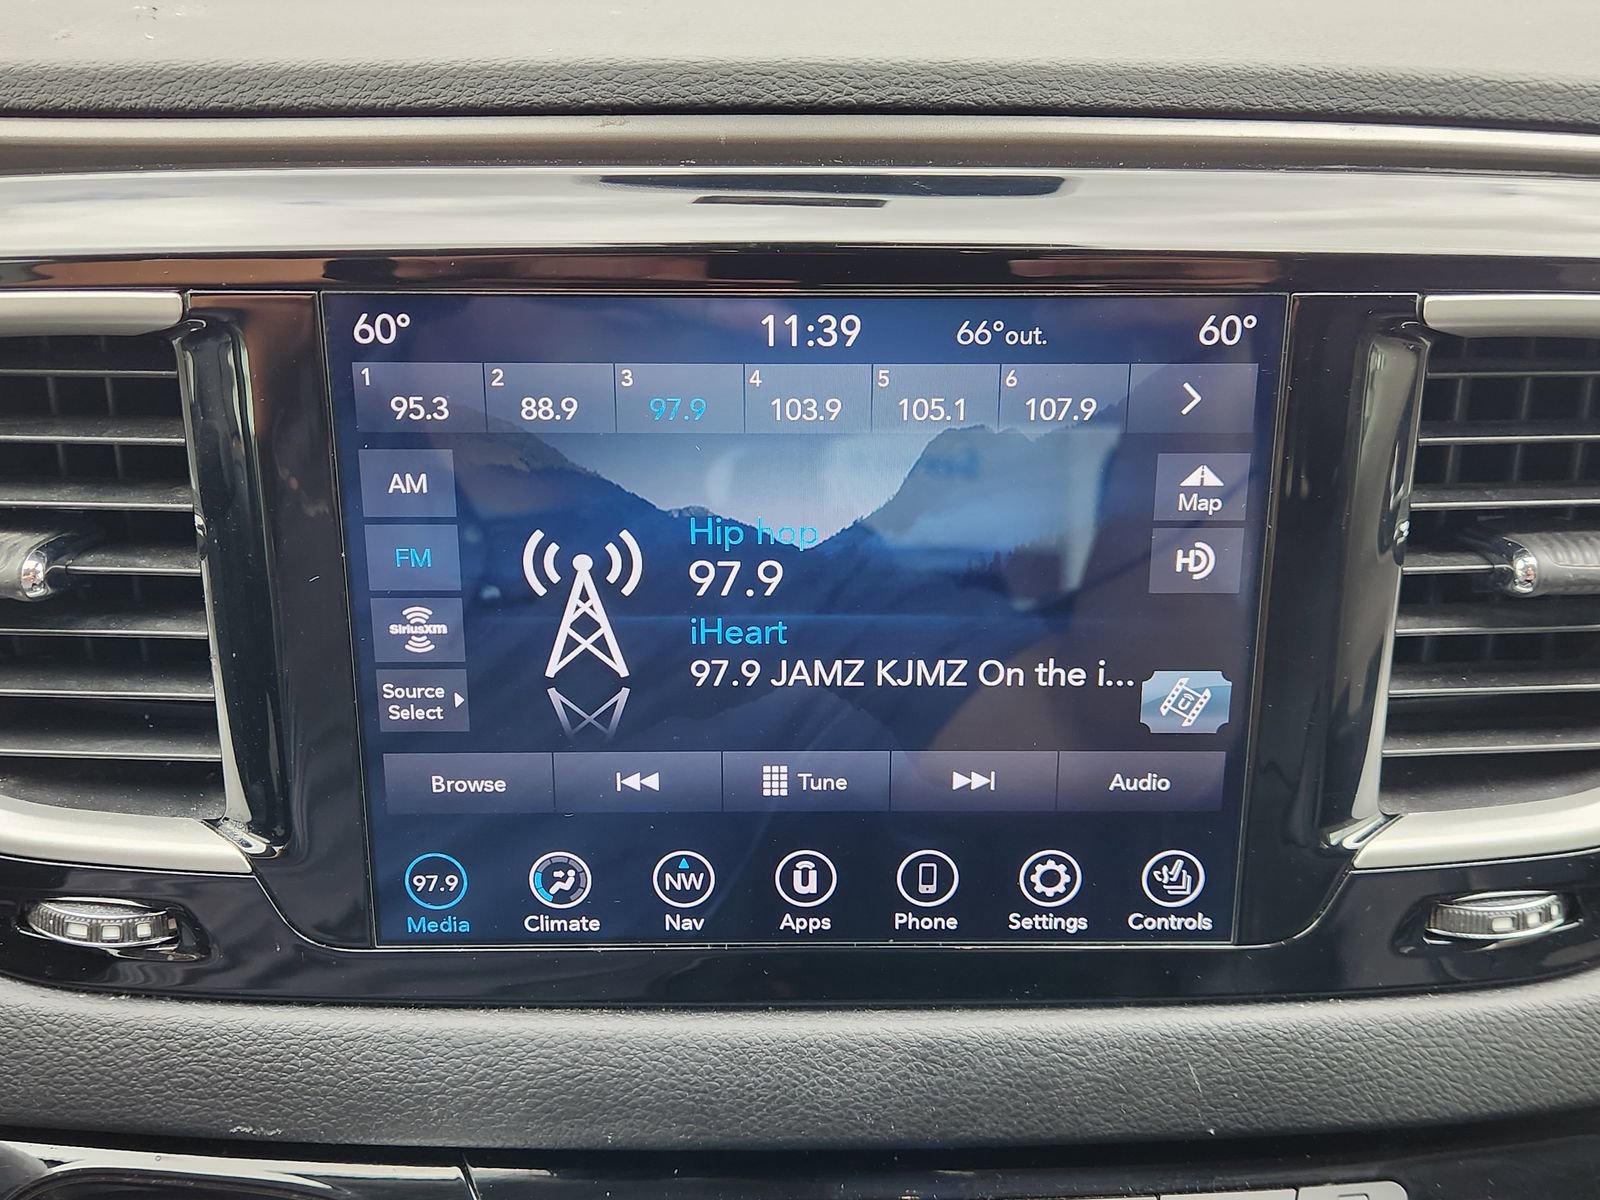 60° 11:39 66°out. 60°
1 2 3 4 5 6
95.3 88.9 97.9 103.9 105.1 107.9
AM
Map
Hip hop
FM
97.9
HD
SiriusXM
iHeart
97.9 JAMZ KJMZ On the i...
Source
Select
Browse Tune Audio
97.9 NW u
Media Climate Nav Apps Phone Settings Controls